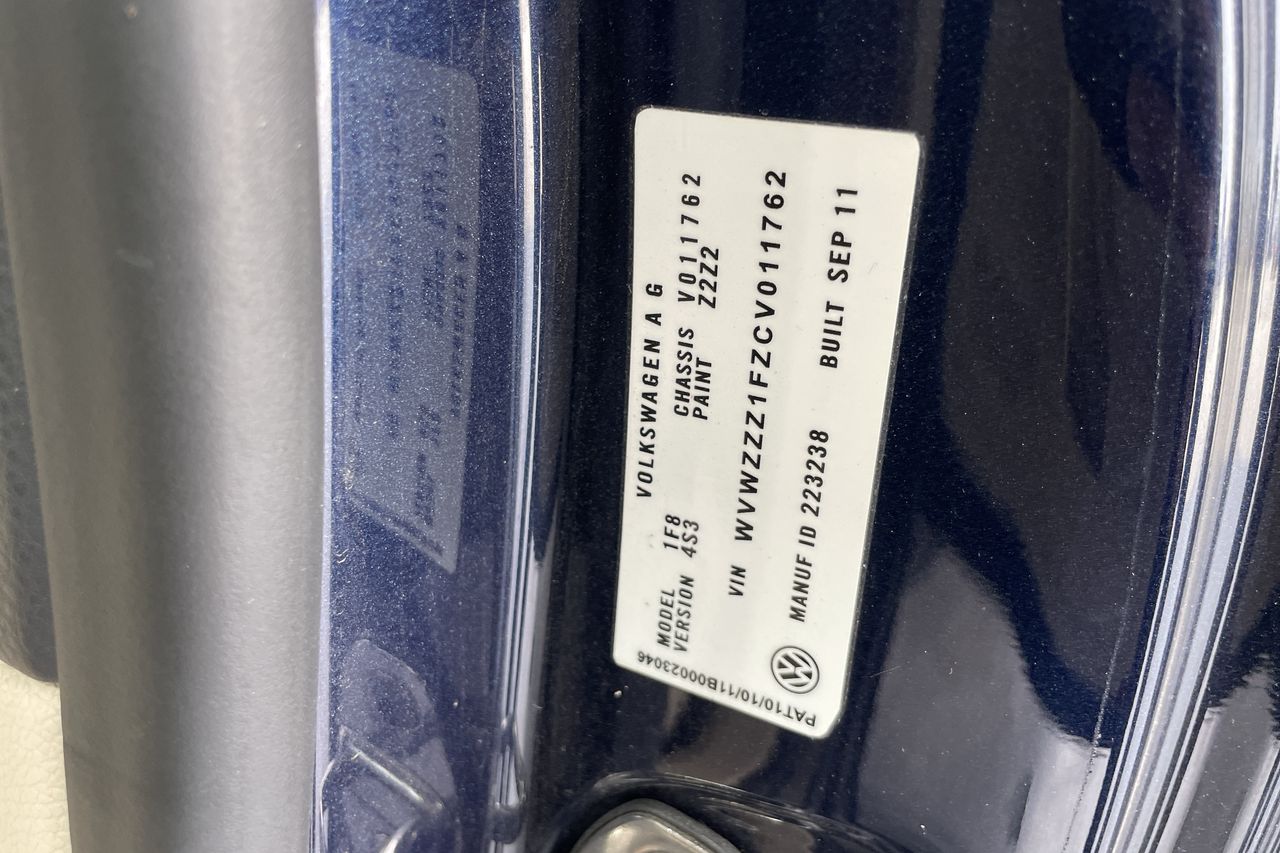 VOLKSWAGEN A G
MODEL 1F8 CHASSIS V011762
VERSION 4S3 PAINT Z2Z2
VIN WVWZZZ1FZCV011762
MANUF ID 223238 BUILT SEP 11
PAT10/10/11B00023046